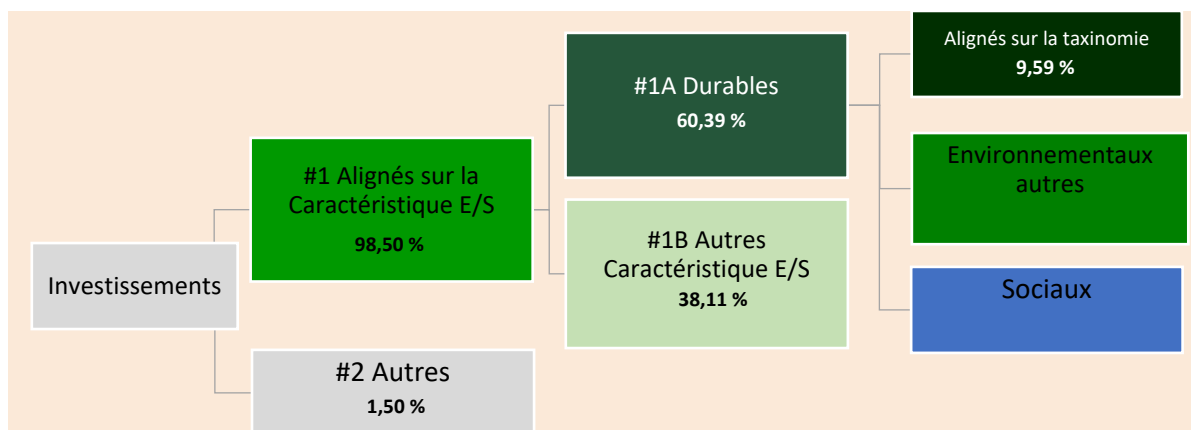 Investissements
#1 Alignés sur la
Caractéristique E/S
98,50 %
#2 Autres
1,50 %
#1A Durables
60,39 %
#1B Autres
Caractéristique E/S
38,11 %
Alignés sur la taxinomie
9,59 %
Environnementaux
autres
Sociaux